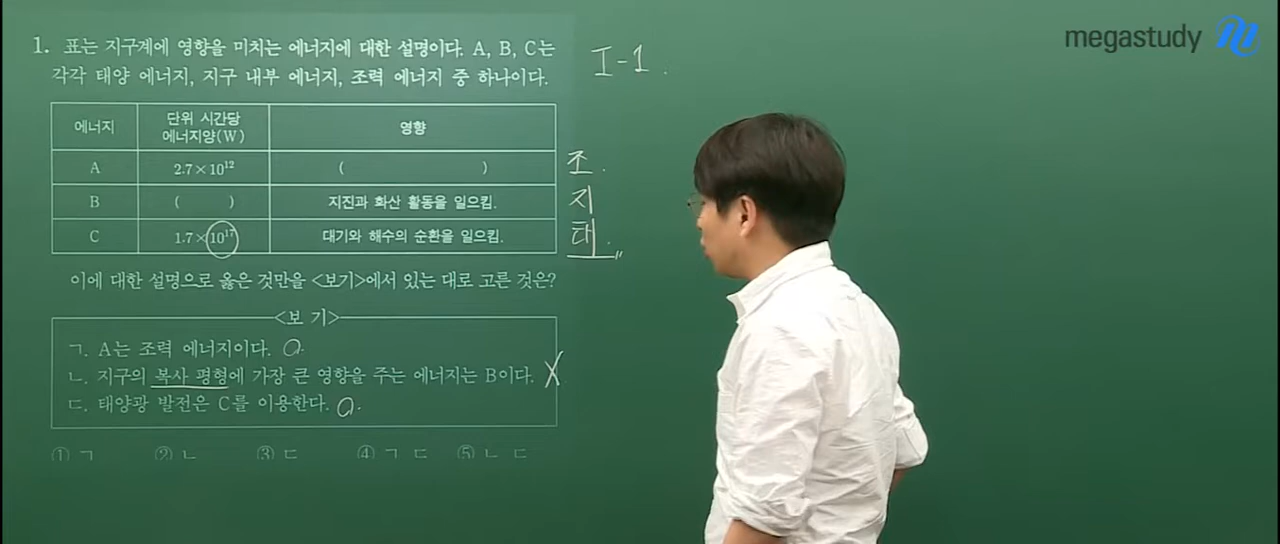 megastudy
1. 표는 지구계에 영향을 미치는 에너지에 대한 설명이다. A, B, C는
각각 태양 에너지, 지구 내부 에너지, 조력 에너지 중 하나이다.
I-1.
에너지 단위 시간당 에너지양(W) 영향
A 2.7×10¹² ( ) 조.
B ( ) 지진과 화산 활동을 일으킴. 지
C 1.7×10¹⁷ 대기와 해수의 순환을 일으킴. 태.
이에 대한 설명으로 옳은 것만을 <보기>에서 있는 대로 고른 것은?
<보 기>
ㄱ. A는 조력 에너지이다.
ㄴ. 지구의 복사 평형에 가장 큰 영향을 주는 에너지는 B이다. X
ㄷ. 태양광 발전은 C를 이용한다.
① ㄱ ② ㄴ ③ ㄷ ④ ㄱ ㄷ ⑤ ㄴ ㄷ